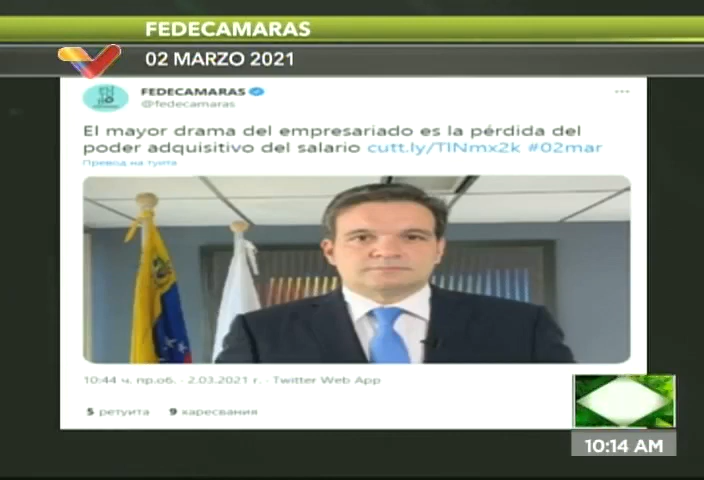 FEDECAMARAS
02 MARZO 2021
FEDECAMARAS
@fedecamaras
El mayor drama del empresariado es la pérdida del
poder adquisitivo del salario cutt.ly/TlNmx2k #02mar
Превод на туита
10:44 ч. пр.об. · 2.03.2021 г. · Twitter Web App
5 ретуита 9 харесвания
10:14 AM